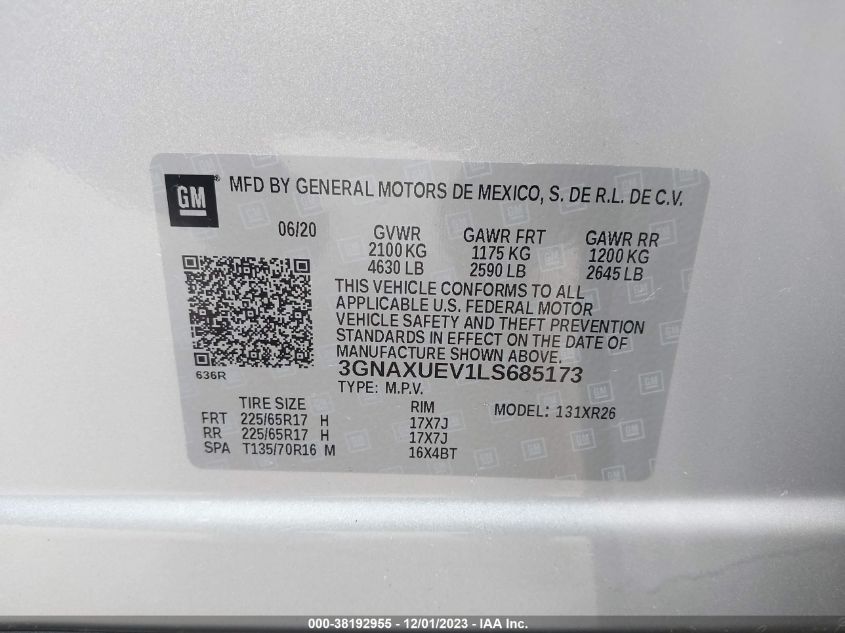 GM ® MFD BY GENERAL MOTORS DE MEXICO, S. DE R.L. DE C.V.
06/20 GVWR GAWR FRT GAWR RR
2100 KG 1175 KG 1200 KG
4630 LB 2590 LB 2645 LB
THIS VEHICLE CONFORMS TO ALL
APPLICABLE U.S. FEDERAL MOTOR
VEHICLE SAFETY AND THEFT PREVENTION
STANDARDS IN EFFECT ON THE DATE OF
MANUFACTURE SHOWN ABOVE.
636R 3GNAXUEV1LS685173
TYPE: M.P.V.
TIRE SIZE RIM MODEL: 131XR26
FRT 225/65R17 H 17X7J
RR 225/65R17 H 17X7J
SPA T135/70R16 M 16X4BT
000-38192955 - 12/01/2023 - IAA Inc.